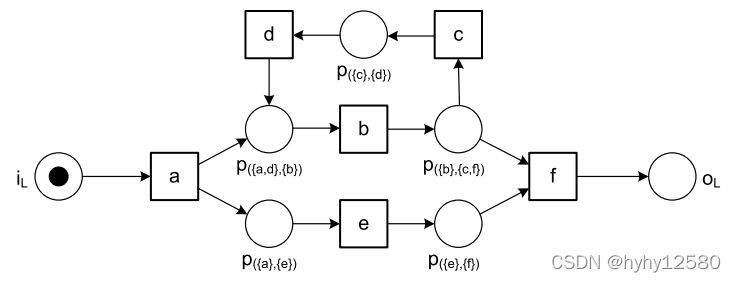 d
c
p({c},{d})
b
p({a,d},{b})
p({b},{c,f})
iL
a
f
oL
e
p({a},{e})
p({e},{f})
CSDN @hyhy12580